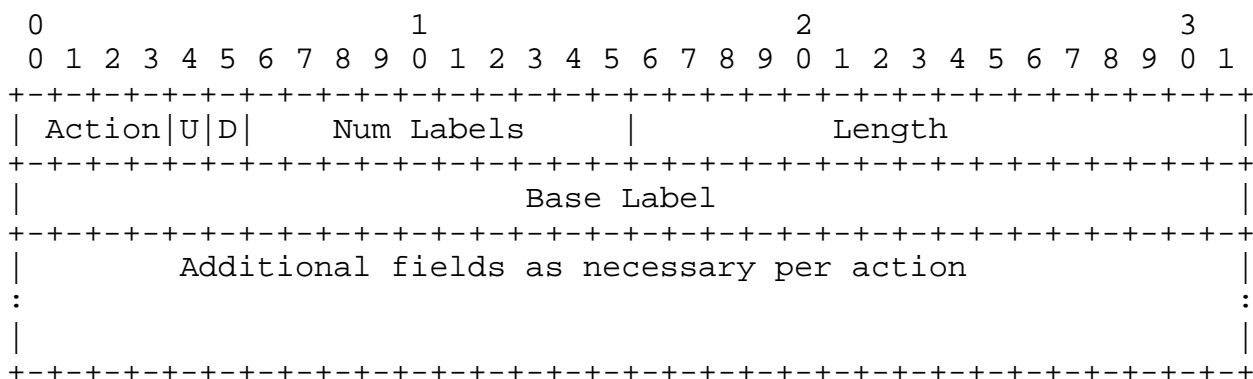 0                   1                   2                   3
 0 1 2 3 4 5 6 7 8 9 0 1 2 3 4 5 6 7 8 9 0 1 2 3 4 5 6 7 8 9 0 1
+-+-+-+-+-+-+-+-+-+-+-+-+-+-+-+-+-+-+-+-+-+-+-+-+-+-+-+-+-+-+-+-+
| Action|U|D|    Num Labels     |          Length               |
+-+-+-+-+-+-+-+-+-+-+-+-+-+-+-+-+-+-+-+-+-+-+-+-+-+-+-+-+-+-+-+-+
|                          Base Label                           |
+-+-+-+-+-+-+-+-+-+-+-+-+-+-+-+-+-+-+-+-+-+-+-+-+-+-+-+-+-+-+-+-+
|        Additional fields as necessary per action              |
:                                                               :
|                                                               |
+-+-+-+-+-+-+-+-+-+-+-+-+-+-+-+-+-+-+-+-+-+-+-+-+-+-+-+-+-+-+-+-+